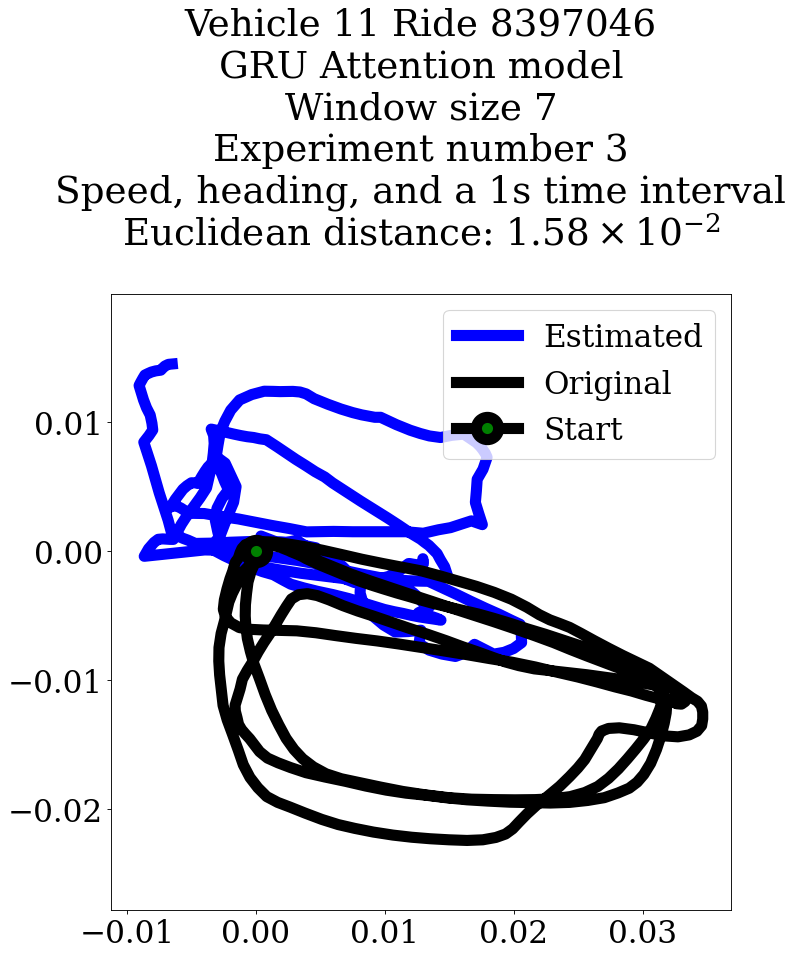 Vehicle 11 Ride 8397046
GRU Attention model
Window size 7
Experiment number 3
Speed, heading, and a 1s time interval
Euclidean distance: 1.58 × 10⁻²
Estimated
Original
Start
0.01
0.00
−0.01
−0.02
−0.01 0.00 0.01 0.02 0.03